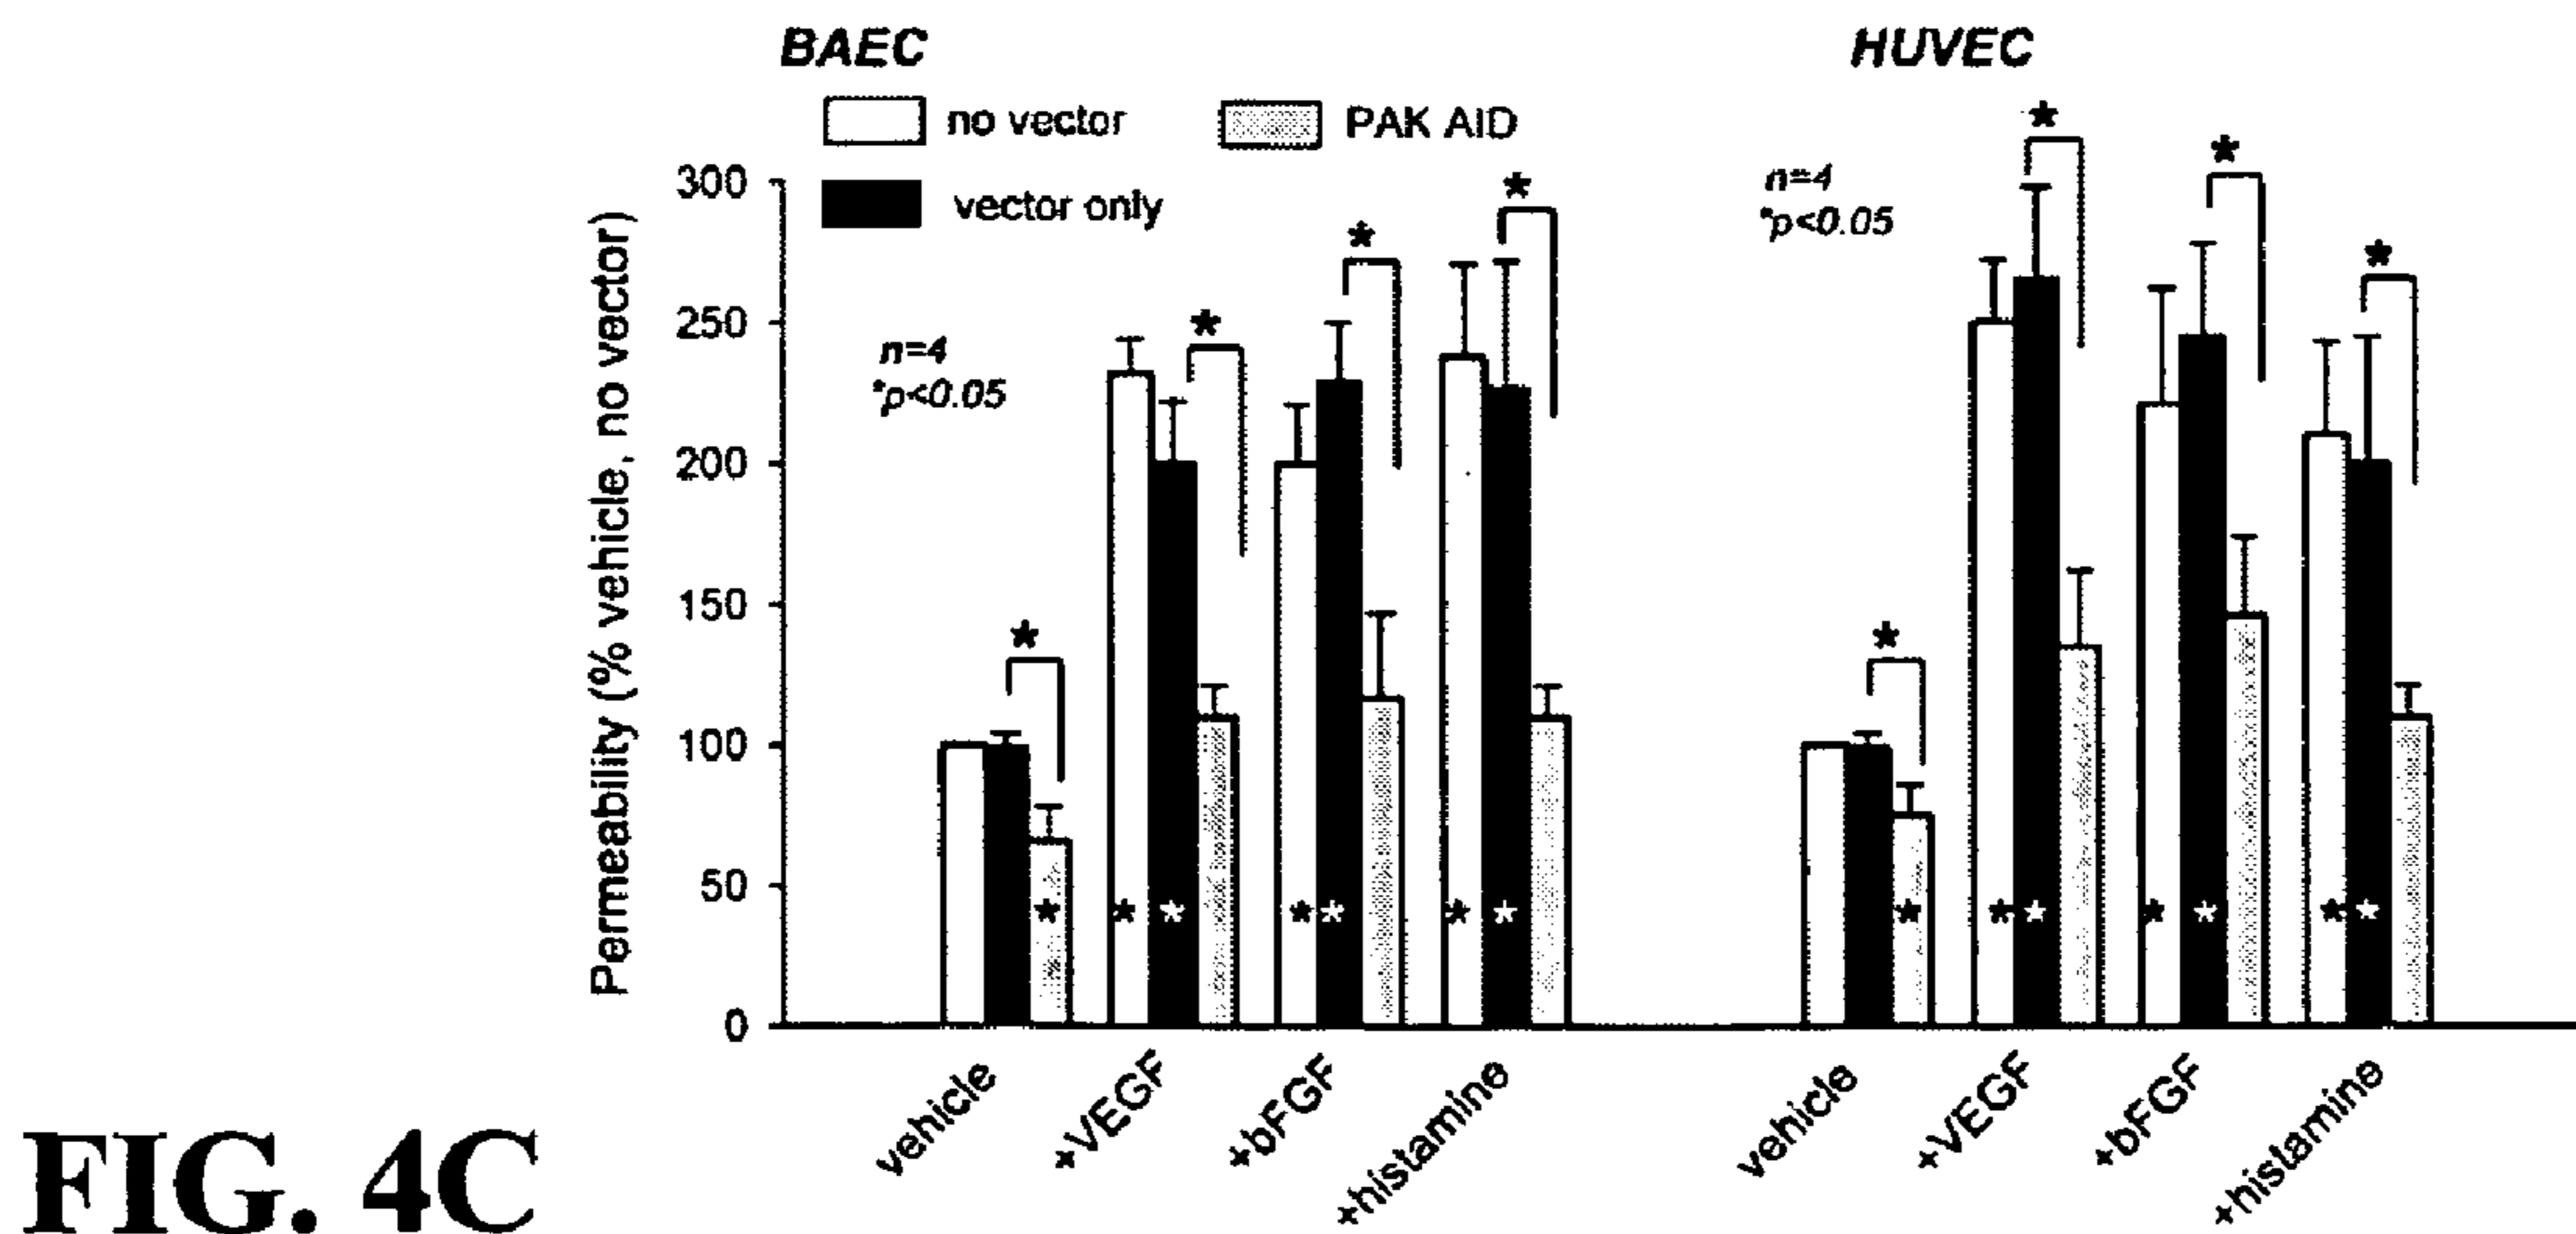 BAEC
no vector
PAK AID
vector only
HUVEC
n=4
*p<0.05
n=4
*p<0.05
Permeability (% vehicle, no vector)
300
250
200
150
100
50
0
*
*
*
*
*
*
*
*
* * * * * * *
* * * * * * *
vehicle
+VEGF
+bFGF
+histamine
vehicle
+VEGF
+bFGF
+histamine
FIG. 4C